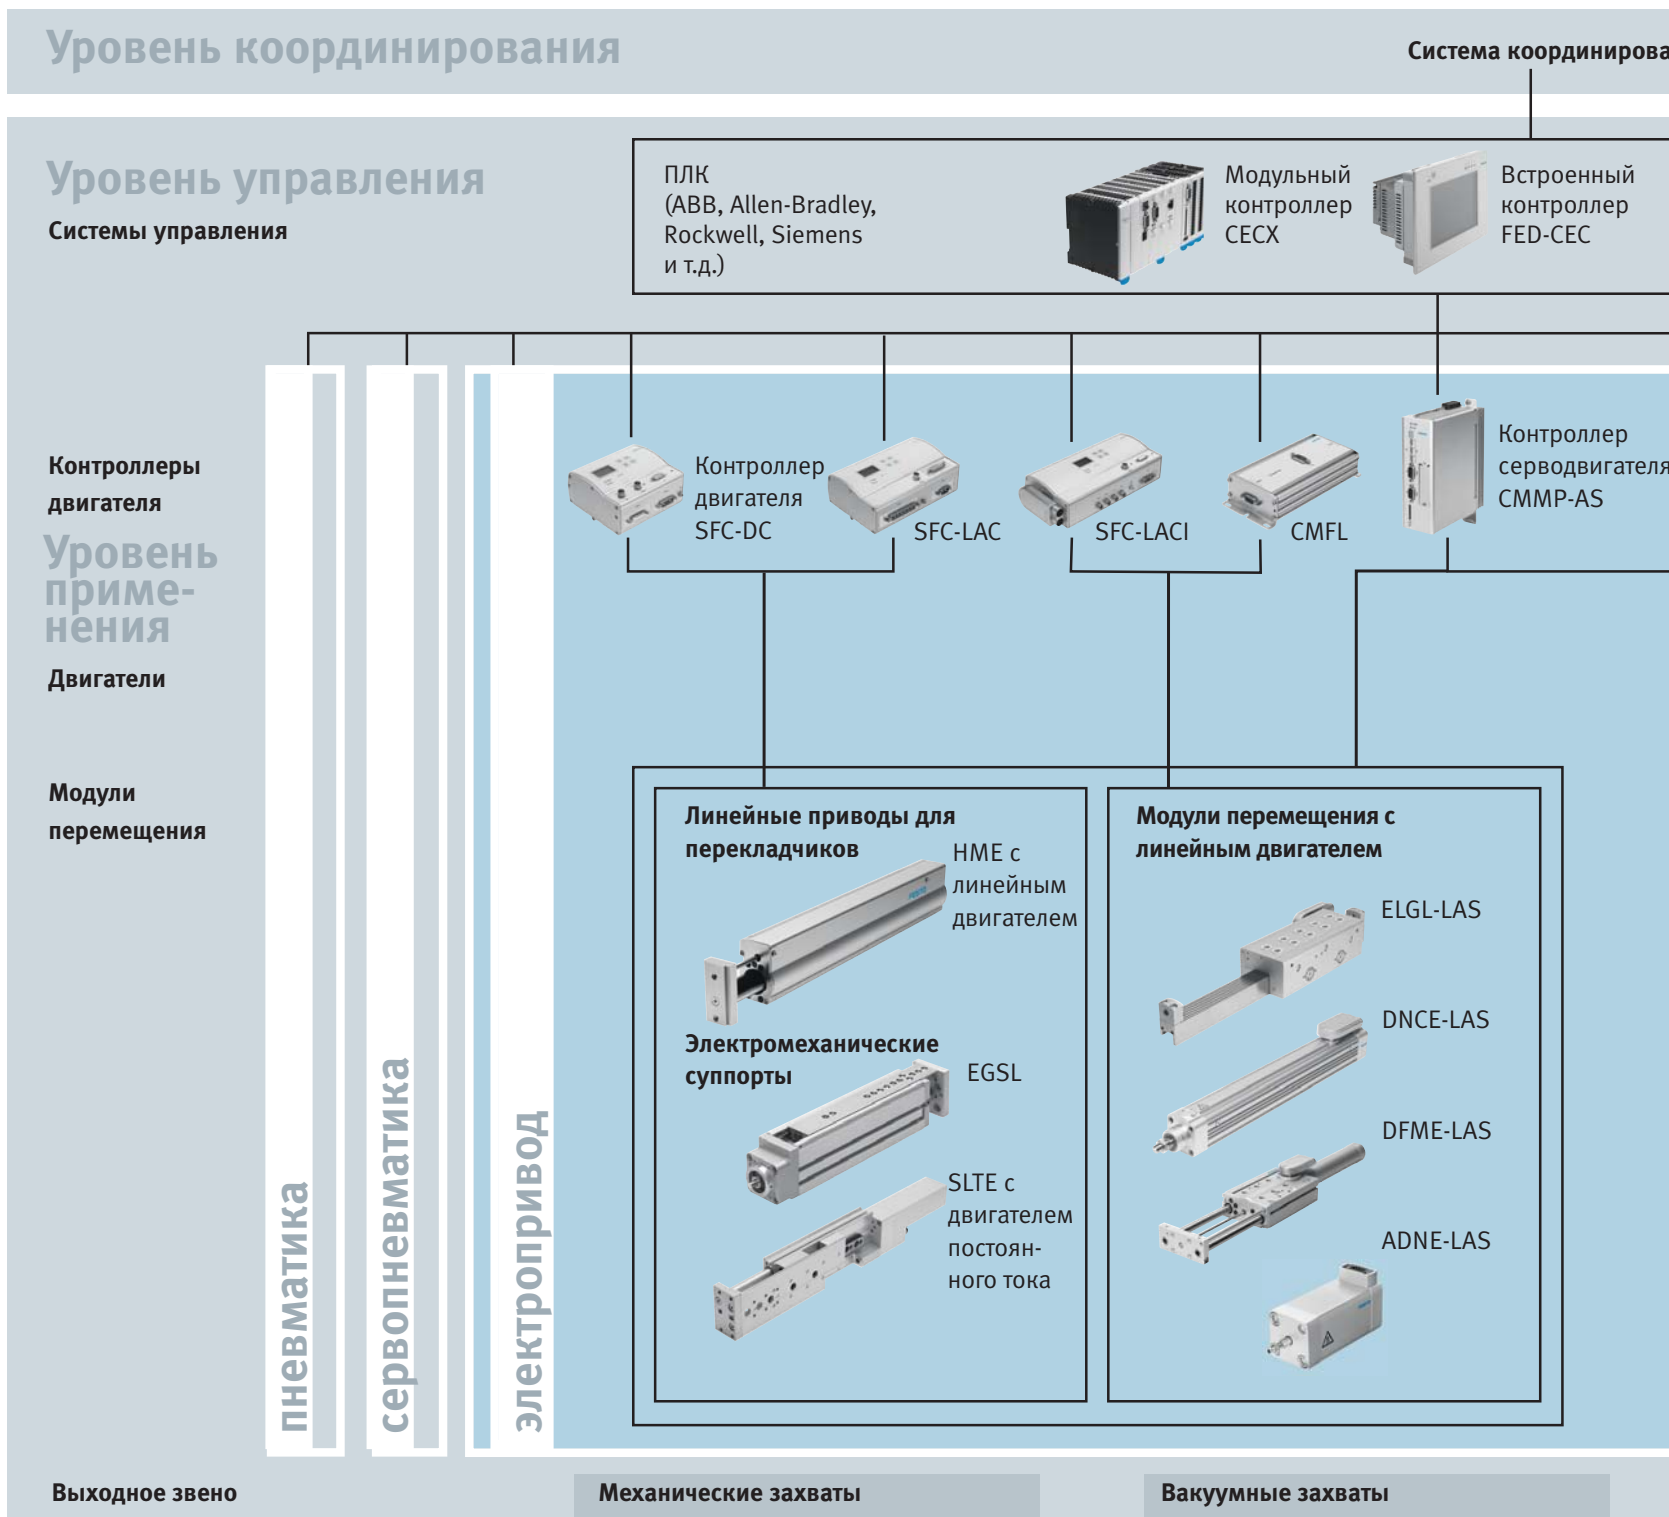 Уровень координирования
Система координирова
Уровень управления
Системы управления
ПЛК
(ABB, Allen-Bradley,
Rockwell, Siemens
и т.д.)
Модульный
контроллер
CECX
Встроенный
контроллер
FED-CEC
Контроллеры
двигателя
Контроллер
двигателя
SFC-DC
SFC-LAC
SFC-LACI
CMFL
Контроллер
серводвигателя
CMMP-AS
Уровень
приме-
нения
Двигатели
Модули
перемещения
Линейные приводы для
перекладчиков
HME с
линейным
двигателем
Электромеханические
суппорты
EGSL
SLTE с
двигателем
постоян-
ного тока
Модули перемещения с
линейным двигателем
ELGL-LAS
DNCE-LAS
DFME-LAS
ADNE-LAS
пневматика
сервопневматика
электропривод
Выходное звено
Механические захваты
Вакуумные захваты